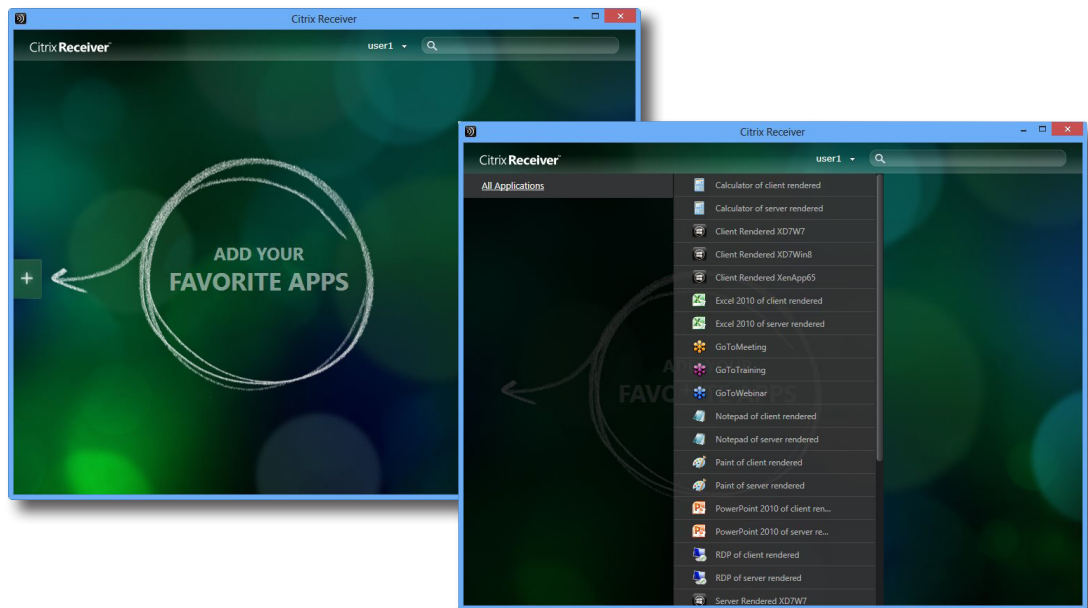 Citrix Receiver
Citrix Receiver™
user1
ADD YOUR
FAVORITE APPS
Citrix Receiver
Citrix Receiver™
user1
All Applications
Calculator of client rendered
Calculator of server rendered
Client Rendered XD7W7
Client Rendered XD7Win8
Client Rendered XenApp65
Excel 2010 of client rendered
Excel 2010 of server rendered
GoToMeeting
GoToTraining
GoToWebinar
Notepad of client rendered
Notepad of server rendered
Paint of client rendered
Paint of server rendered
PowerPoint 2010 of client ren...
PowerPoint 2010 of server re...
RDP of client rendered
RDP of server rendered
Server Rendered XD7W7